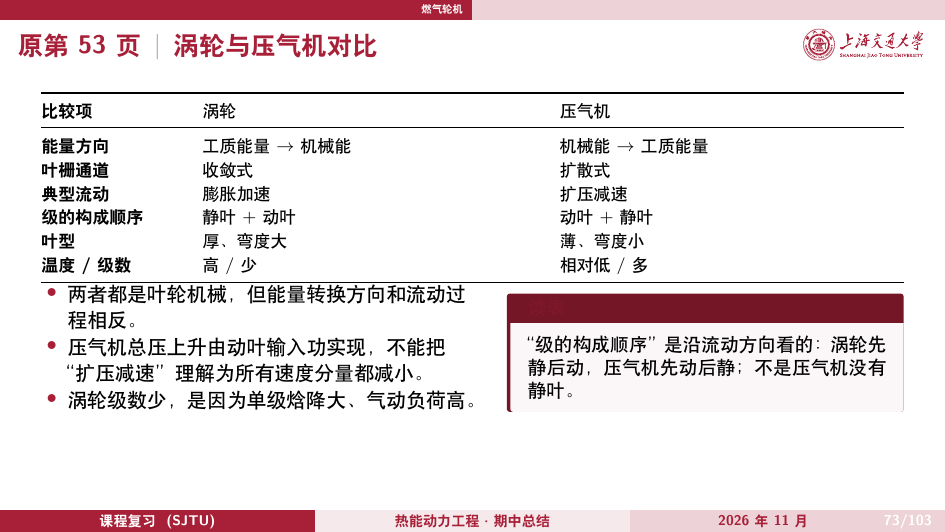 燃气轮机
原第 53 页 | 涡轮与压气机对比
上海交通大学
SHANGHAI JIAO TONG UNIVERSITY
比较项 涡轮 压气机
能量方向 工质能量 → 机械能 机械能 → 工质能量
叶栅通道 收敛式 扩散式
典型流动 膨胀加速 扩压减速
级的构成顺序 静叶 + 动叶 动叶 + 静叶
叶型 厚、弯度大 薄、弯度小
温度 / 级数 高 / 少 相对低 / 多
• 两者都是叶轮机械，但能量转换方向和流动过
程相反。
• 压气机总压上升由动叶输入功实现，不能把
“扩压减速” 理解为所有速度分量都减小。
• 涡轮级数少，是因为单级焓降大、气动负荷高。
“级的构成顺序” 是沿流动方向看的：涡轮先
静后动，压气机先动后静；不是压气机没有
静叶。
课程复习 (SJTU) 热能动力工程 · 期中总结 2026 年 11 月 73/103